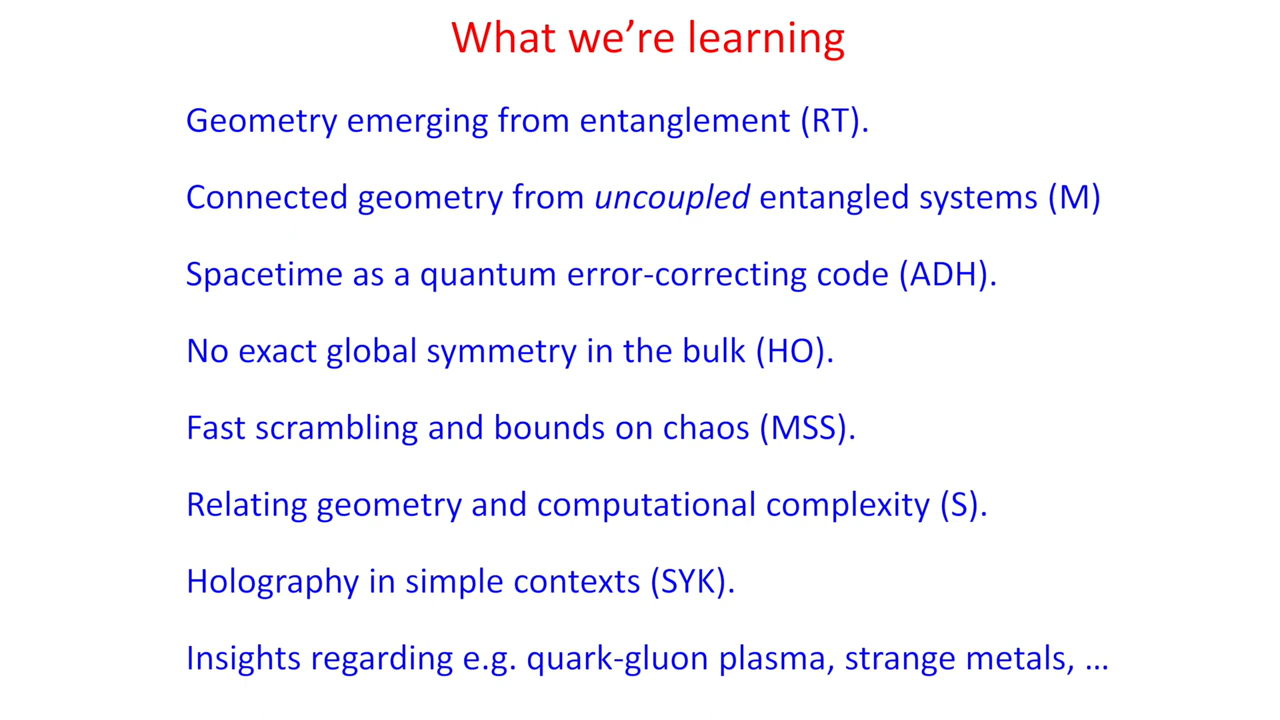 What we’re learning
Geometry emerging from entanglement (RT).
Connected geometry from uncoupled entangled systems (M)
Spacetime as a quantum error-correcting code (ADH).
No exact global symmetry in the bulk (HO).
Fast scrambling and bounds on chaos (MSS).
Relating geometry and computational complexity (S).
Holography in simple contexts (SYK).
Insights regarding e.g. quark-gluon plasma, strange metals, ...